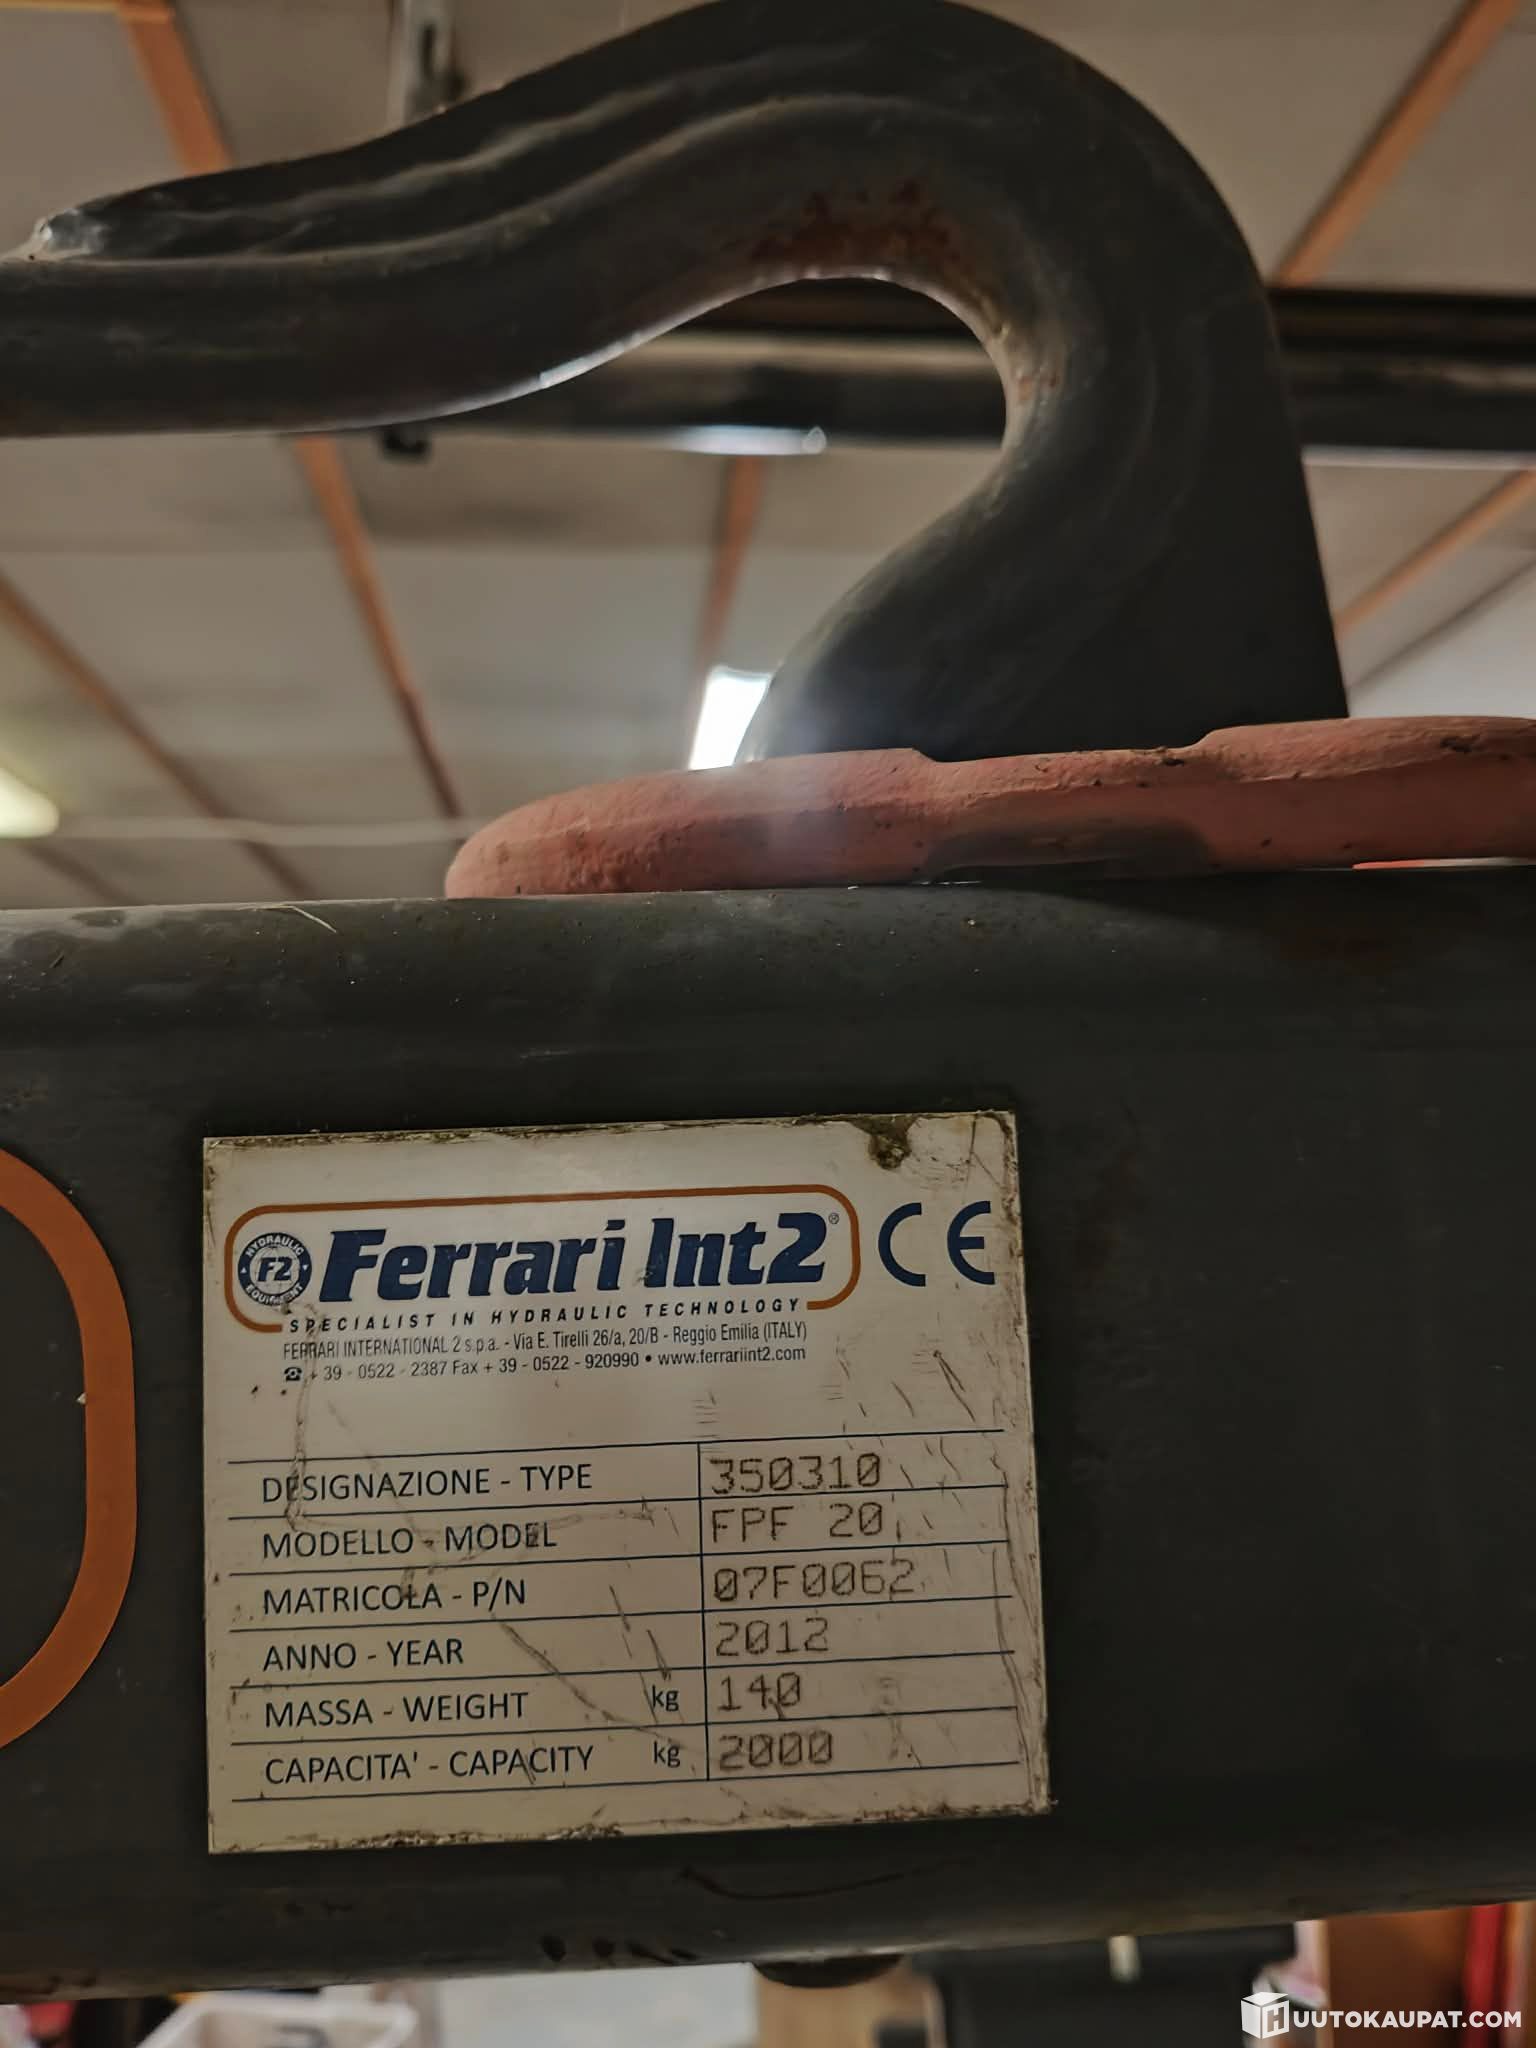 HYDRAULIC
F2
EQUIPMENT
Ferrari Int2®
CE
SPECIALIST IN HYDRAULIC TECHNOLOGY
FERRARI INTERNATIONAL 2 s.p.a. - Via E. Tirelli 26/a, 20/B - Reggio Emilia (ITALY)
☎ + 39 - 0522 - 2387 Fax + 39 - 0522 - 920990 • www.ferrariint2.com
DESIGNAZIONE - TYPE 350310
MODELLO - MODEL FPF 20
MATRICOLA - P/N 07F0062
ANNO - YEAR 2012
MASSA - WEIGHT kg 140
CAPACITA' - CAPACITY kg 2000
HUUTOKAUPAT.COM